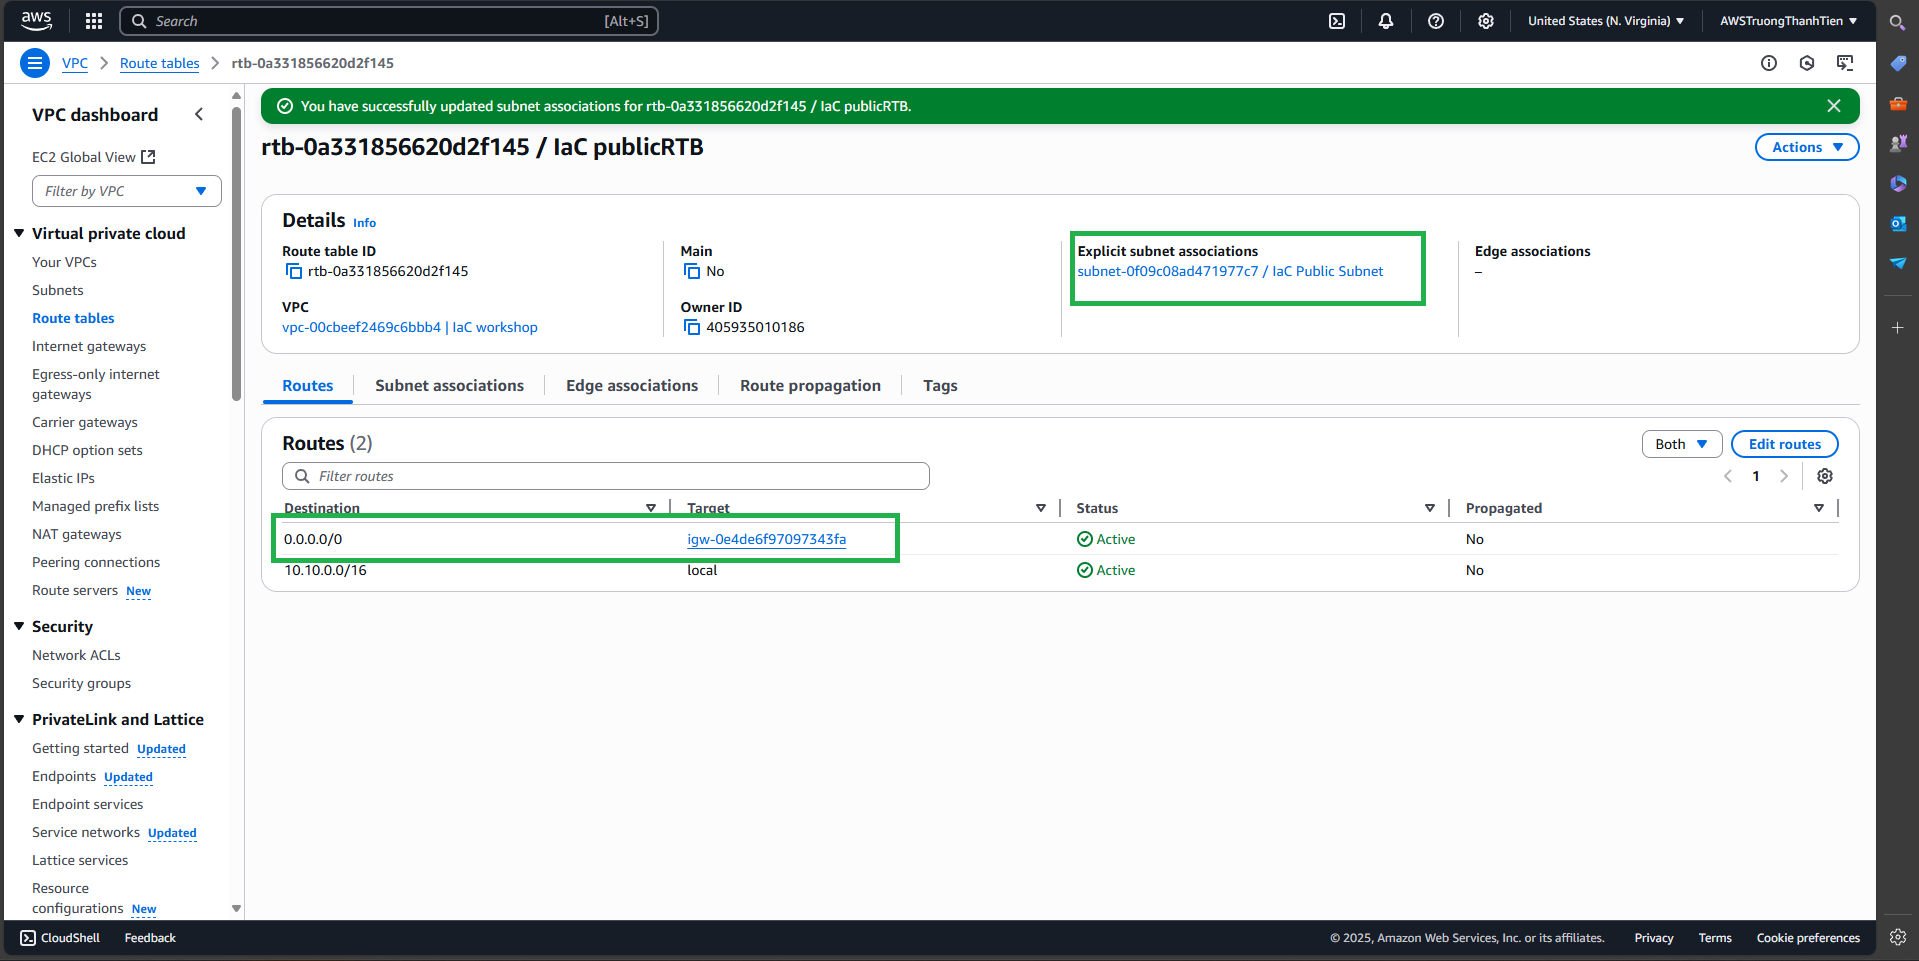 aws
Search
[Alt+S]
United States (N. Virginia)
AWSTruongThanhTien
VPC
Route tables
rtb-0a331856620d2f145
VPC dashboard
EC2 Global View
Filter by VPC
Virtual private cloud
Your VPCs
Subnets
Route tables
Internet gateways
Egress-only internet
gateways
Carrier gateways
DHCP option sets
Elastic IPs
Managed prefix lists
NAT gateways
Peering connections
Route servers New
Security
Network ACLs
Security groups
PrivateLink and Lattice
Getting started Updated
Endpoints Updated
Endpoint services
Service networks Updated
Lattice services
Resource
configurations New
You have successfully updated subnet associations for rtb-0a331856620d2f145 / IaC publicRTB.
rtb-0a331856620d2f145 / IaC publicRTB
Actions
Details Info
Route table ID
rtb-0a331856620d2f145
VPC
vpc-00cbeef2469c6bbb4 | IaC workshop
Main
No
Owner ID
405935010186
Explicit subnet associations
subnet-0f09c08ad471977c7 / IaC Public Subnet
Edge associations
–
Routes
Subnet associations
Edge associations
Route propagation
Tags
Routes (2)
Both
Edit routes
Filter routes
1
Destination Target Status Propagated
0.0.0.0/0 igw-0e4de6f97097343fa Active No
10.10.0.0/16 local Active No
CloudShell
Feedback
© 2025, Amazon Web Services, Inc. or its affiliates.
Privacy
Terms
Cookie preferences